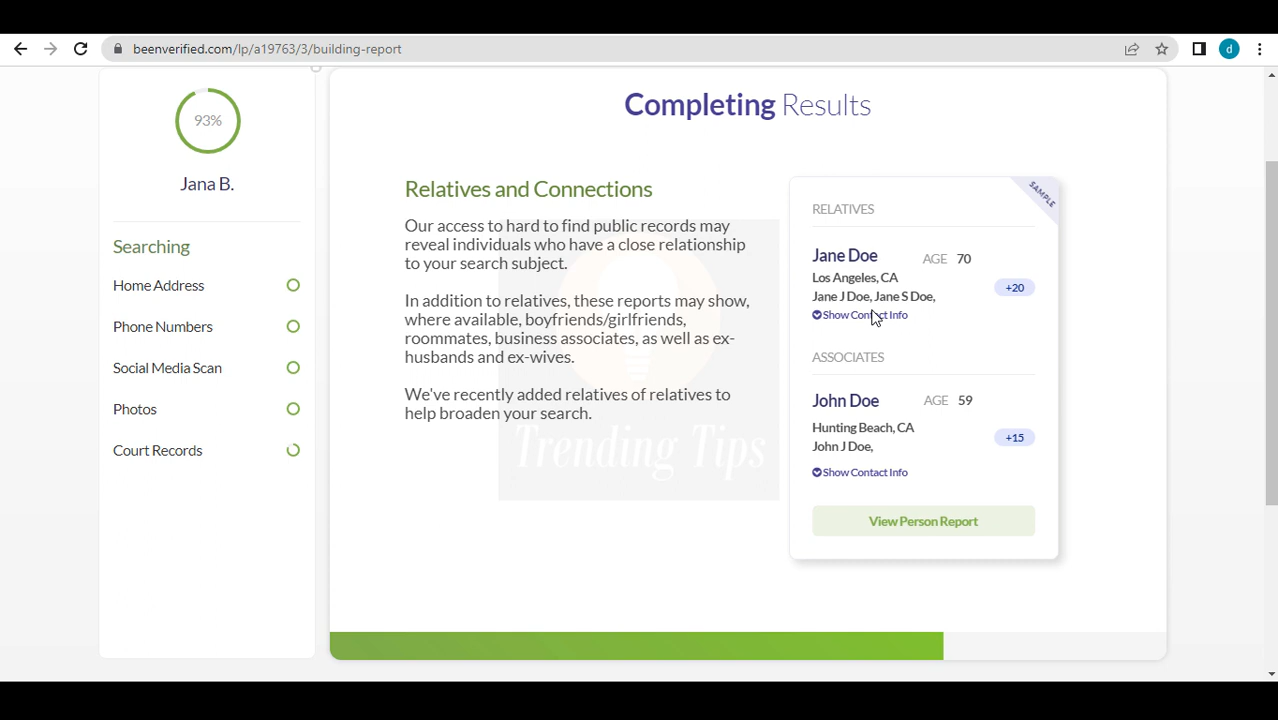 beenverified.com/lp/a19763/3/building-report
d
93%
Jana B.
Searching
Home Address
Phone Numbers
Social Media Scan
Photos
Court Records
Completing Results
Relatives and Connections
Our access to hard to find public records may
reveal individuals who have a close relationship
to your search subject.
In addition to relatives, these reports may show,
where available, boyfriends/girlfriends,
roommates, business associates, as well as ex-
husbands and ex-wives.
We've recently added relatives of relatives to
help broaden your search.
Trending Tips
SAMPLE
RELATIVES
Jane Doe AGE 70
Los Angeles, CA
Jane J Doe, Jane S Doe,
+20
Show Contact Info
ASSOCIATES
John Doe AGE 59
Hunting Beach, CA
John J Doe,
+15
Show Contact Info
View Person Report